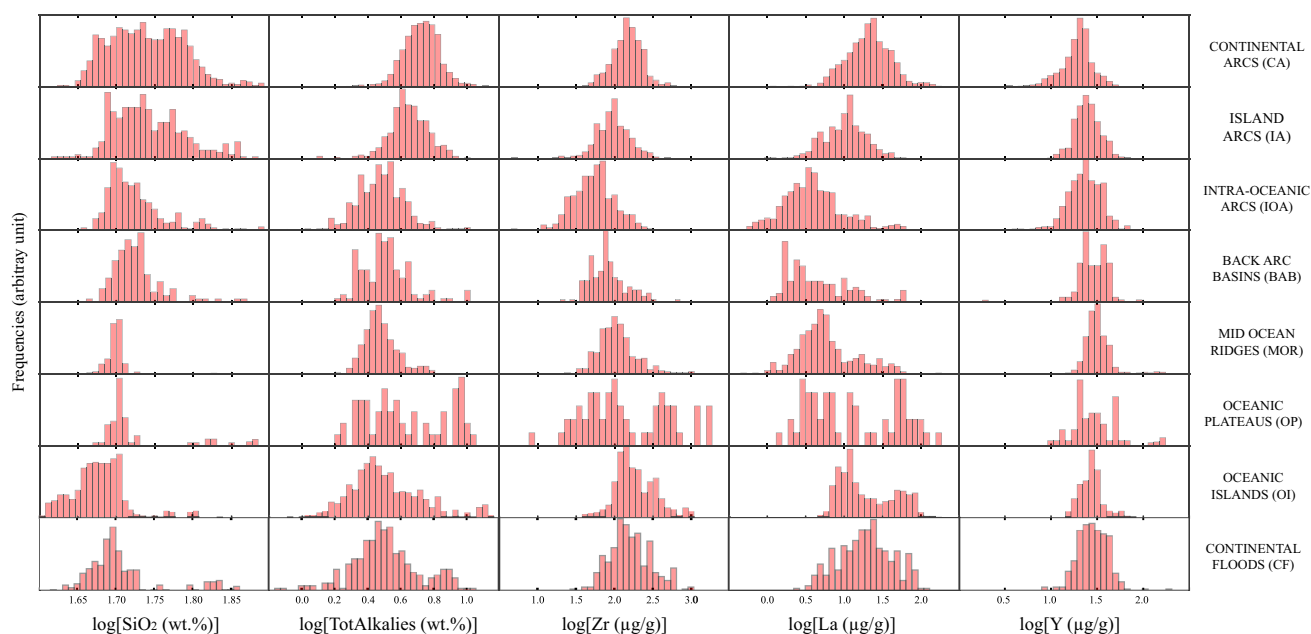 CONTINENTAL
ARCS (CA)
ISLAND
ARCS (IA)
INTRA-OCEANIC
ARCS (IOA)
BACK ARC
BASINS (BAB)
MID OCEAN
RIDGES (MOR)
OCEANIC
PLATEAUS (OP)
OCEANIC
ISLANDS (OI)
CONTINENTAL
FLOODS (CF)
Frequencies (arbitray unit)
1.65 1.70 1.75 1.80 1.85 0.0 0.2 0.4 0.6 0.8 1.0 1.0 1.5 2.0 2.5 3.0 0.0 0.5 1.0 1.5 2.0 0.5 1.0 1.5 2.0
log[SiO₂ (wt.%)] log[TotAlkalies (wt.%)] log[Zr (µg/g)] log[La (µg/g)] log[Y (µg/g)]